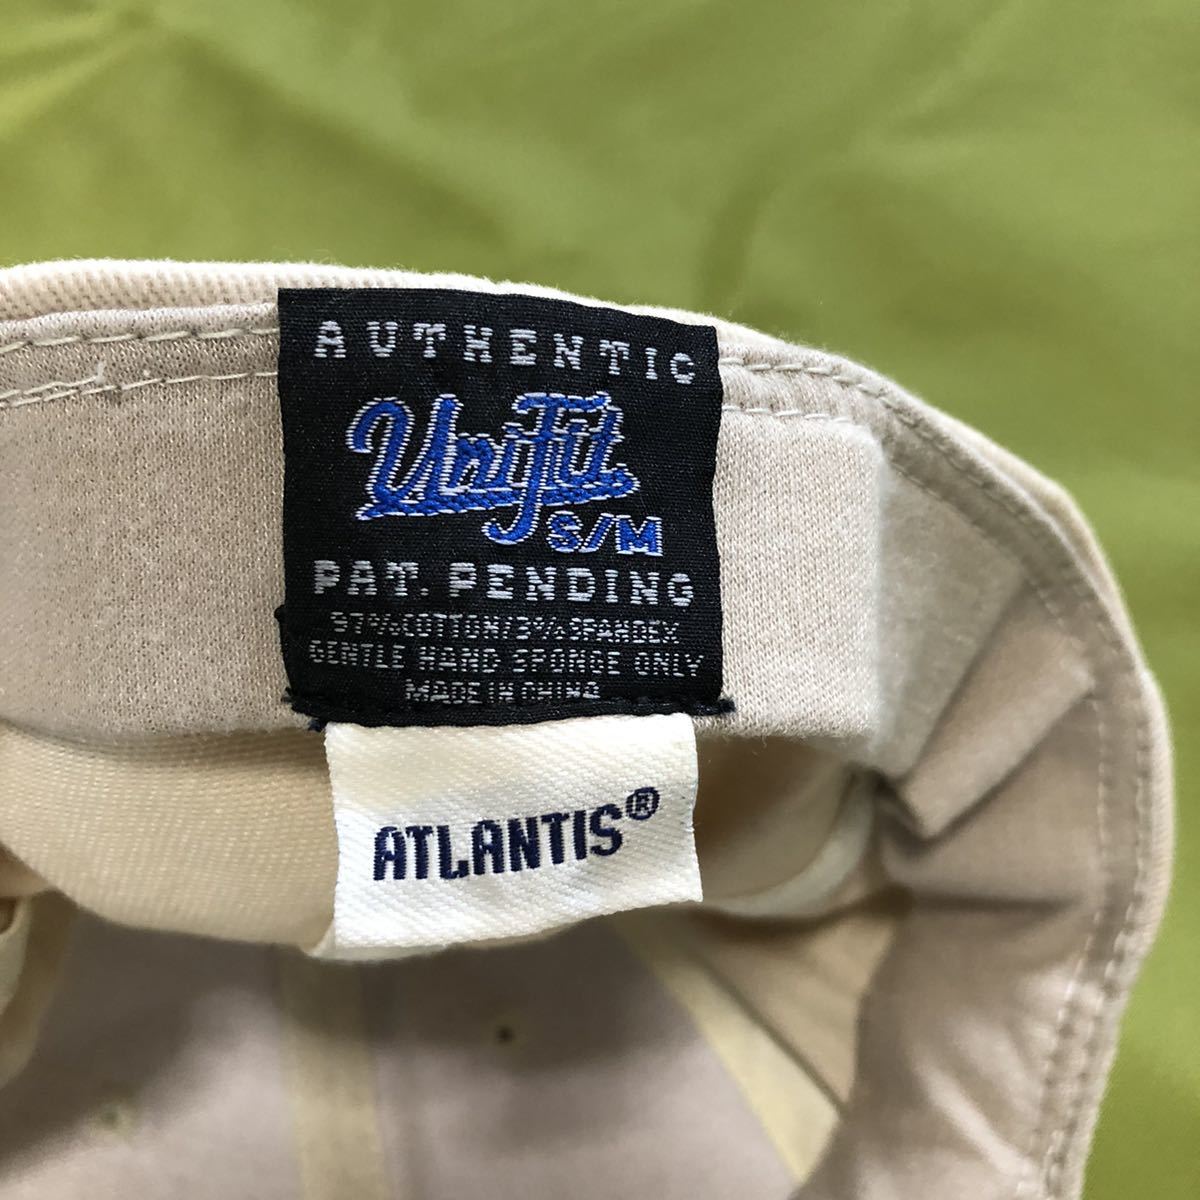 AUTHENTIC
UniFit
S/M
PAT. PENDING
97%COTTON/3%SPANDEX
GENTLE HAND SPONGE ONLY
MADE IN CHINA
ATLANTIS®